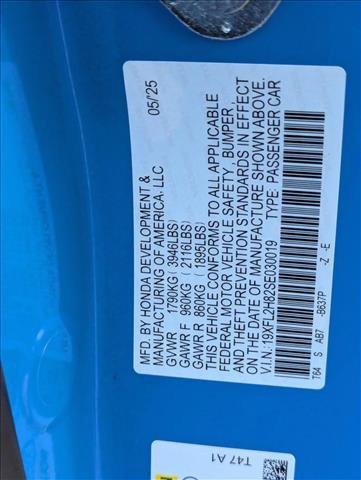 MFD. BY HONDA DEVELOPMENT & 05/'25
MANUFACTURING OF AMERICA, LLC
GVWR 1790KG (3946LBS)
GAWR F 960KG (2116LBS)
GAWR R 860KG (1895LBS)
THIS VEHICLE CONFORMS TO ALL APPLICABLE
FEDERAL MOTOR VEHICLE SAFETY, BUMPER,
AND THEFT PREVENTION STANDARDS IN EFFECT
ON THE DATE OF MANUFACTURE SHOWN ABOVE.
V.I.N. 19XFL2H82SE030019 TYPE: PASSENGER CAR
T64 S AB7 -B637P -Z -E
T47 A1